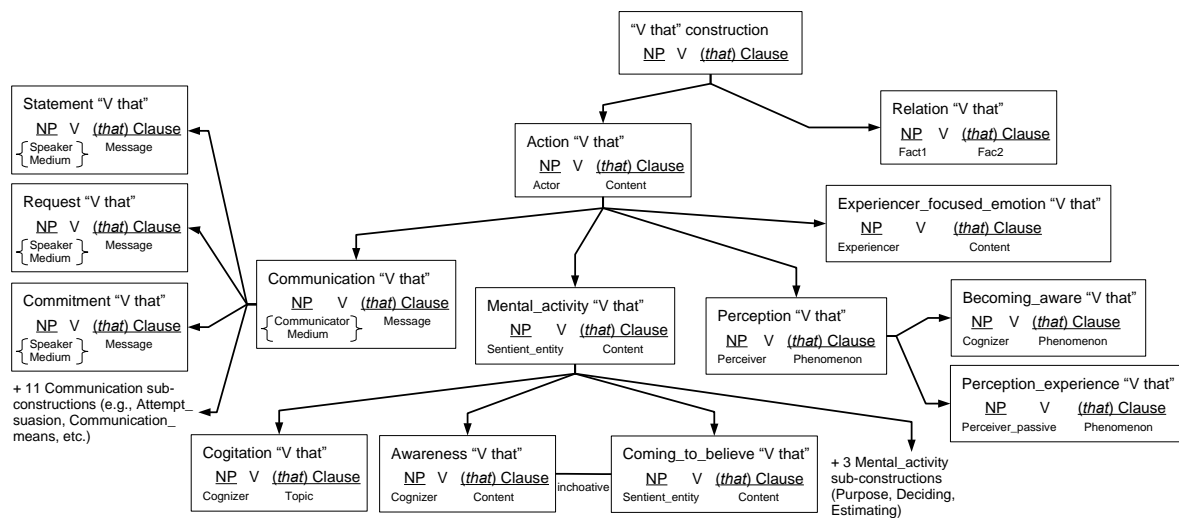 “V that” construction
NP V (that) Clause
Statement “V that”
NP V (that) Clause
Speaker Message
Medium
Relation “V that”
NP V (that) Clause
Fact1 Fac2
Action “V that”
NP V (that) Clause
Actor Content
Request “V that”
NP V (that) Clause
Speaker Message
Medium
Experiencer_focused_emotion “V that”
NP V (that) Clause
Experiencer Content
Communication “V that”
NP V (that) Clause
Communicator Message
Medium
Commitment “V that”
NP V (that) Clause
Speaker Message
Medium
Mental_activity “V that”
NP V (that) Clause
Sentient_entity Content
Perception “V that”
NP V (that) Clause
Perceiver Phenomenon
Becoming_aware “V that”
NP V (that) Clause
Cognizer Phenomenon
Perception_experience “V that”
NP V (that) Clause
Perceiver_passive Phenomenon
+ 11 Communication sub-
constructions (e.g., Attempt_
suasion, Communication_
means, etc.)
Cogitation “V that”
NP V (that) Clause
Cognizer Topic
Awareness “V that”
NP V (that) Clause
Cognizer Content
inchoative
Coming_to_believe “V that”
NP V (that) Clause
Sentient_entity Content
+ 3 Mental_activity
sub-constructions
(Purpose, Deciding,
Estimating)